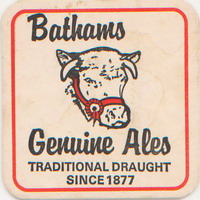 Bathams
Genuine Ales
TRADITIONAL DRAUGHT
SINCE 1877